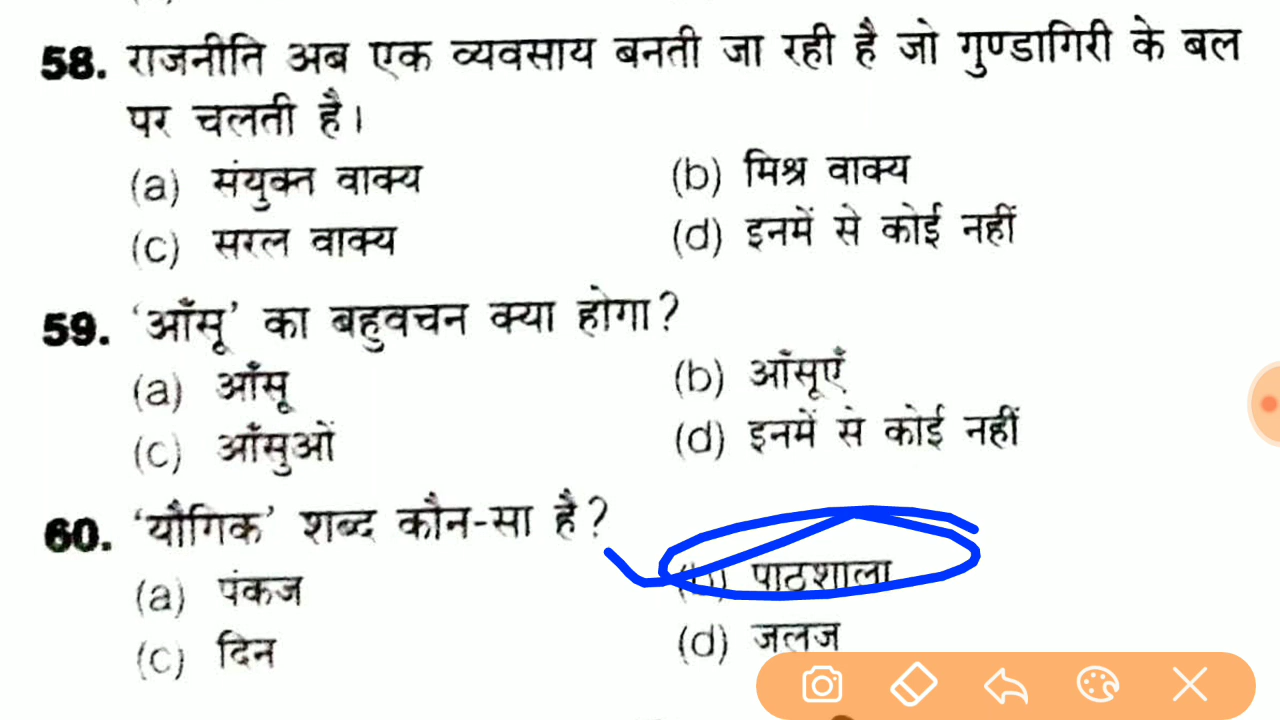 58. राजनीति अब एक व्यवसाय बनती जा रही है जो गुण्डागिरी के बल
पर चलती है।
(a) संयुक्त वाक्य (b) मिश्र वाक्य
(c) सरल वाक्य (d) इनमें से कोई नहीं
59. 'आँसू' का बहुवचन क्या होगा?
(a) आँसू (b) आँसूएँ
(c) आँसुओं (d) इनमें से कोई नहीं
60. 'यौगिक' शब्द कौन-सा है?
(a) पंकज (b) पाठशाला
(c) दिन (d) जलज